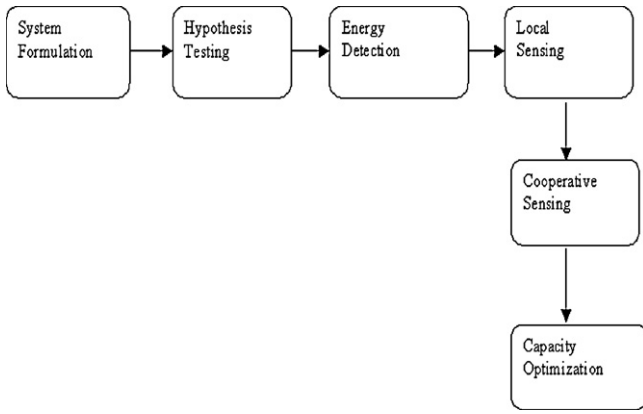 System
Formulation
Hypothesis
Testing
Energy
Detection
Local
Sensing
Cooperative
Sensing
Capacity
Optimization